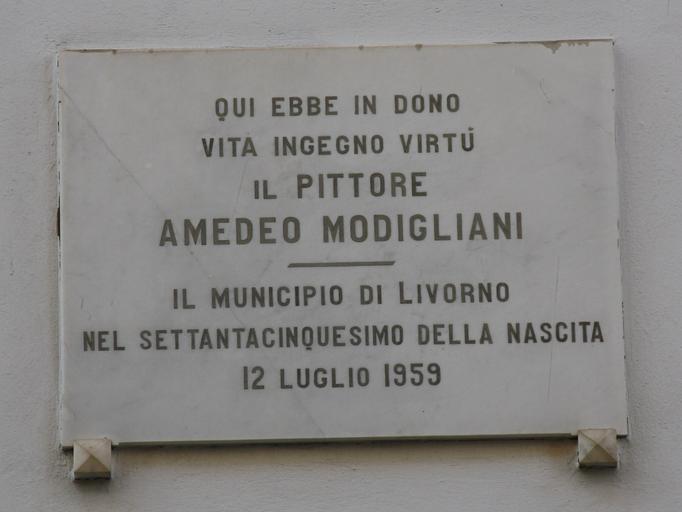 QUI EBBE IN DONO
VITA INGEGNO VIRTÚ
IL PITTORE
AMEDEO MODIGLIANI
IL MUNICIPIO DI LIVORNO
NEL SETTANTACINQUESIMO DELLA NASCITA
12 LUGLIO 1959